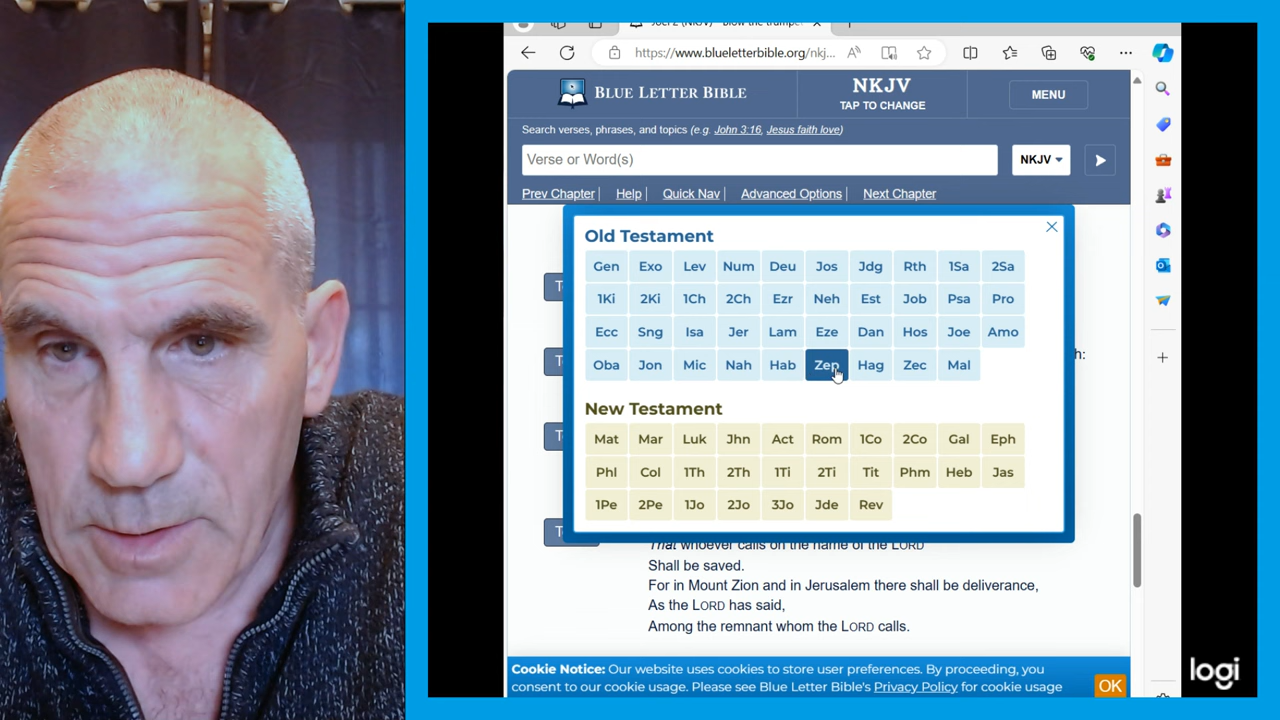 https://www.blueletterbible.org/nkj...
BLUE LETTER BIBLE
NKJV
TAP TO CHANGE
MENU
Search verses, phrases, and topics (e.g. John 3:16, Jesus faith love)
Verse or Word(s)
NKJV
Prev Chapter | Help | Quick Nav | Advanced Options | Next Chapter
Old Testament
Gen Exo Lev Num Deu Jos Jdg Rth 1Sa 2Sa
1Ki 2Ki 1Ch 2Ch Ezr Neh Est Job Psa Pro
Ecc Sng Isa Jer Lam Eze Dan Hos Joe Amo
Oba Jon Mic Nah Hab Zep Hag Zec Mal
New Testament
Mat Mar Luk Jhn Act Rom 1Co 2Co Gal Eph
Phl Col 1Th 2Th 1Ti 2Ti Tit Phm Heb Jas
1Pe 2Pe 1Jo 2Jo 3Jo Jde Rev
That whoever calls on the name of the LORD
Shall be saved.
For in Mount Zion and in Jerusalem there shall be deliverance,
As the LORD has said,
Among the remnant whom the LORD calls.
Cookie Notice: Our website uses cookies to store user preferences. By proceeding, you
consent to our cookie usage. Please see Blue Letter Bible's Privacy Policy for cookie usage
OK
logi